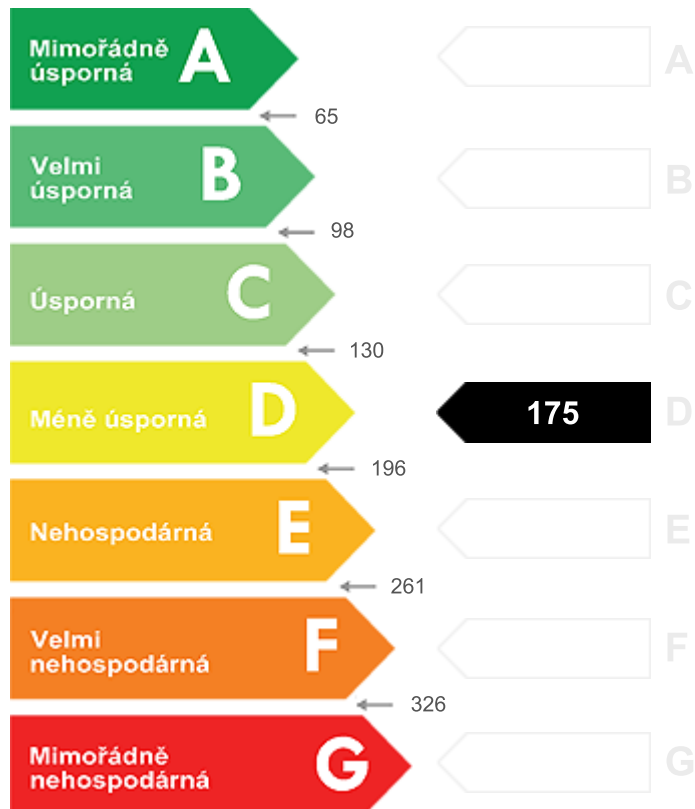 Mimořádně
úsporná
A
A
65
Velmi
úsporná
B
B
98
Úsporná
C
C
130
Méně úsporná
D
175
D
196
Nehospodárná
E
E
261
Velmi
nehospodárná
F
F
326
Mimořádně
nehospodárná
G
G